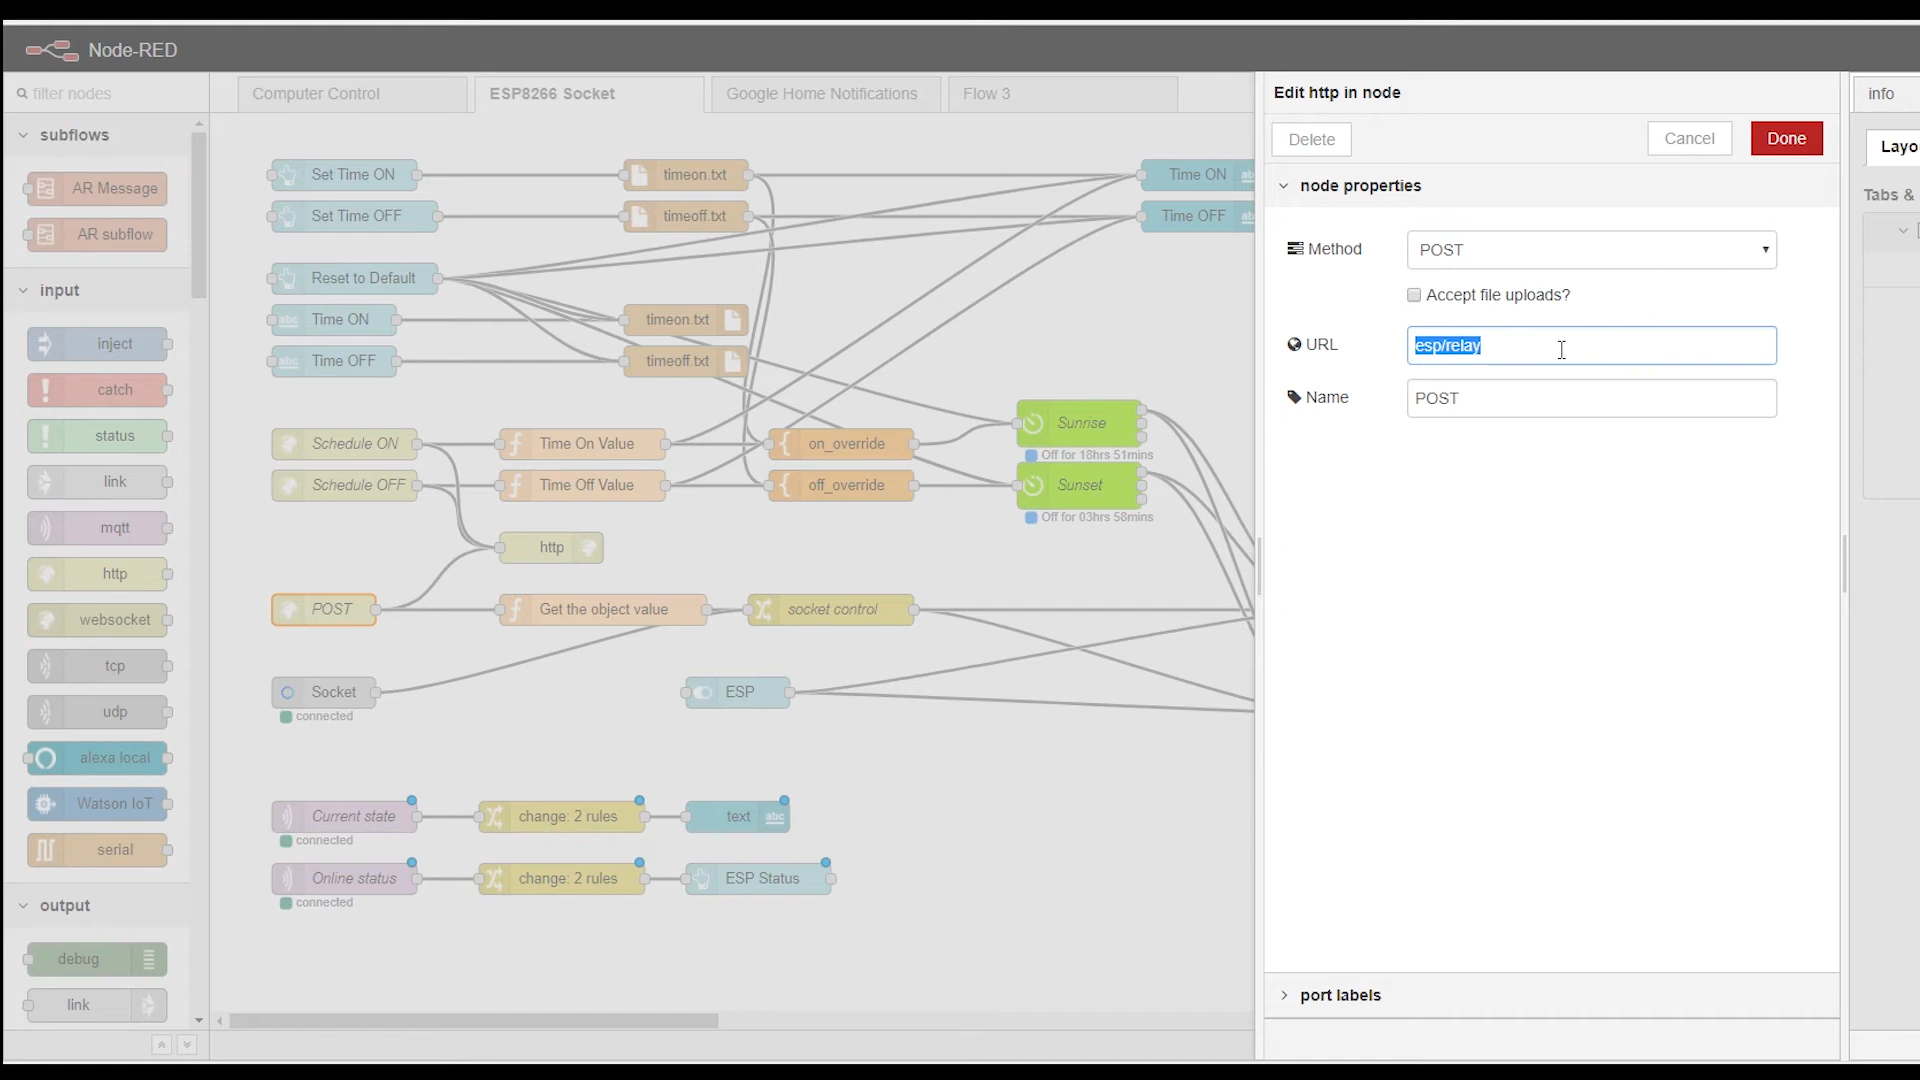 Node-RED
filter nodes
Computer Control
ESP8266 Socket
Google Home Notifications
Flow 3
Edit http in node
info
Delete
Cancel
Done
Layo
Tabs &
subflows
AR Message
AR subflow
input
inject
catch
status
link
mqtt
http
websocket
tcp
udp
alexa local
Watson IoT
serial
output
debug
link
Set Time ON
timeon.txt
Time ON
ab
Set Time OFF
timeoff.txt
Time OFF
ab
Reset to Default
abc
Time ON
timeon.txt
abc
Time OFF
timeoff.txt
Schedule ON
Time On Value
on_override
Sunrise
Off for 18hrs 51mins
Schedule OFF
Time Off Value
off_override
Sunset
Off for 03hrs 58mins
http
POST
Get the object value
socket control
Socket
connected
ESP
Current state
connected
change: 2 rules
text
abc
Online status
connected
change: 2 rules
ESP Status
node properties
Method
POST
Accept file uploads?
URL
esp/relay
Name
POST
port labels